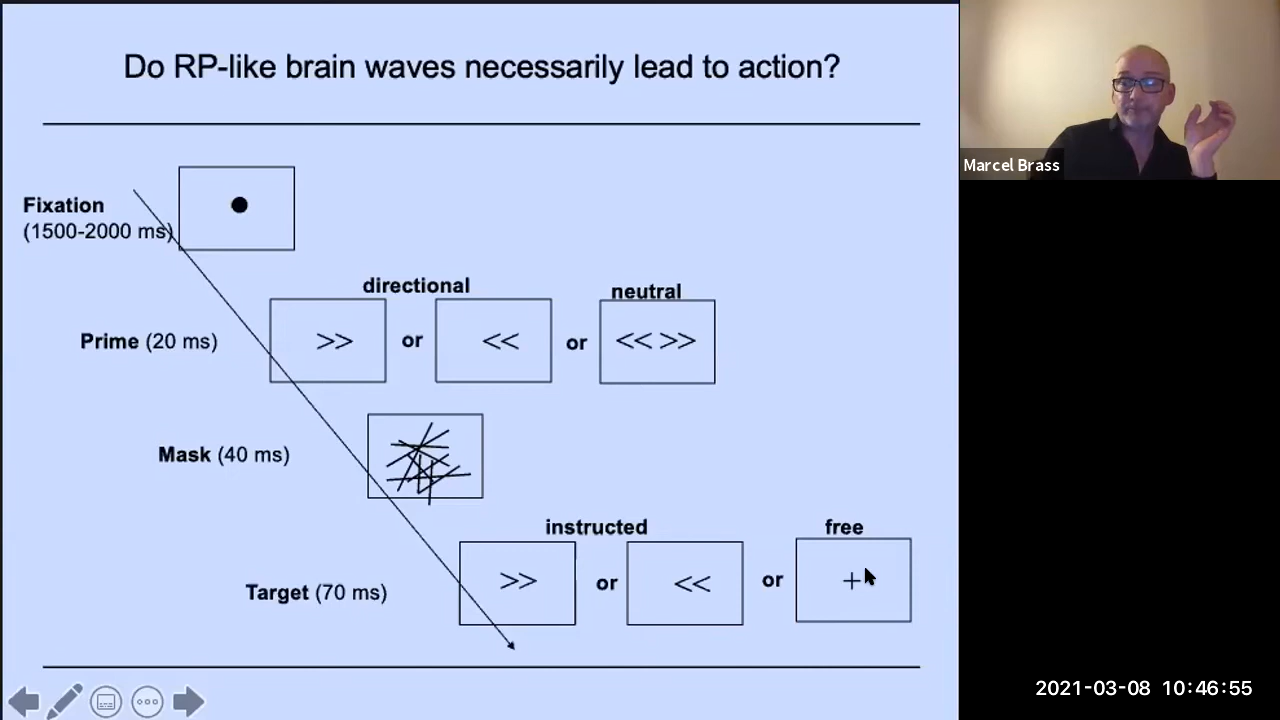 Do RP-like brain waves necessarily lead to action?
Marcel Brass
Fixation
(1500-2000 ms)
directional
neutral
Prime (20 ms)
>> or << or << >>
Mask (40 ms)
instructed
free
Target (70 ms)
>> or << or +
2021-03-08 10:46:55